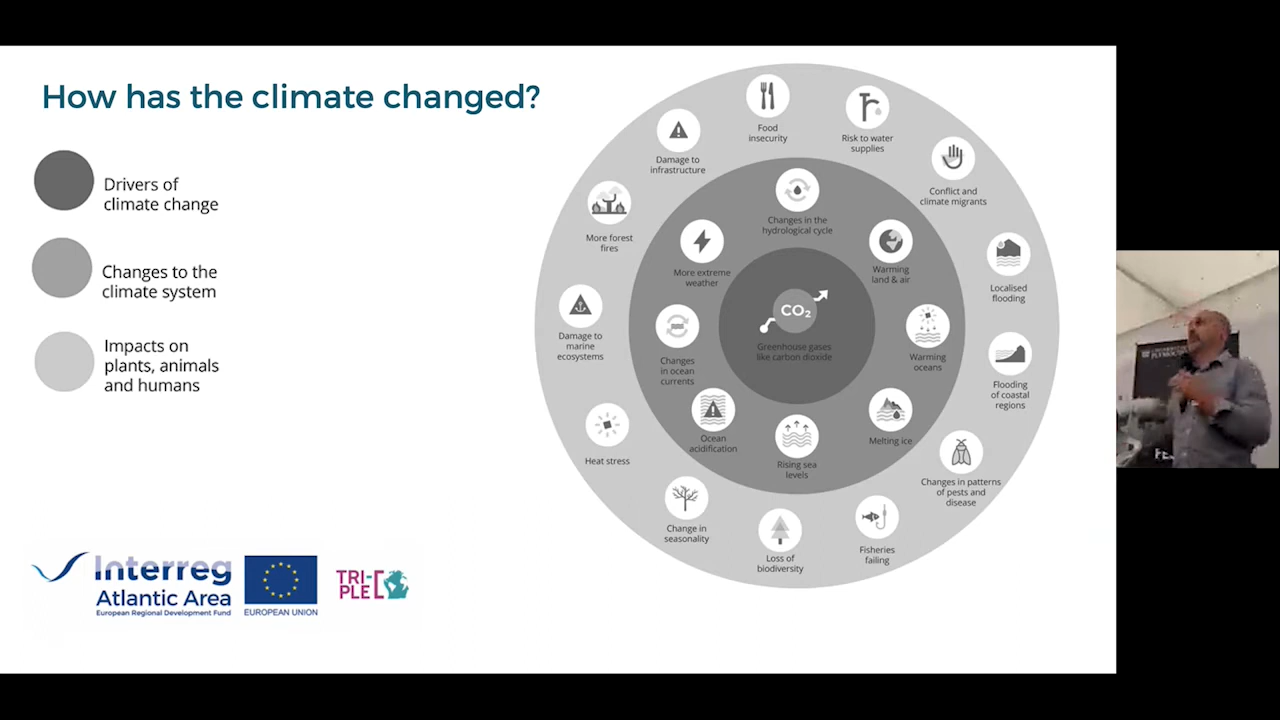 How has the climate changed?
Drivers of
climate change
Changes to the
climate system
Impacts on
plants, animals
and humans
Food
insecurity
Risk to water
supplies
Conflict and
climate migrants
Localised
flooding
Flooding
of coastal
regions
Changes in patterns
of pests and
disease
Fisheries
failing
Loss of
biodiversity
Change in
seasonality
Heat stress
Damage to
marine
ecosystems
More forest
fires
Damage to
infrastructure
Changes in the
hydrological cycle
Warming
land & air
Warming
oceans
Melting ice
Rising sea
levels
Ocean
acidification
Changes
in ocean
currents
More extreme
weather
CO₂
Greenhouse gases
like carbon dioxide
Interreg
Atlantic Area
European Regional Development Fund
EUROPEAN UNION
TRI-
PLE C